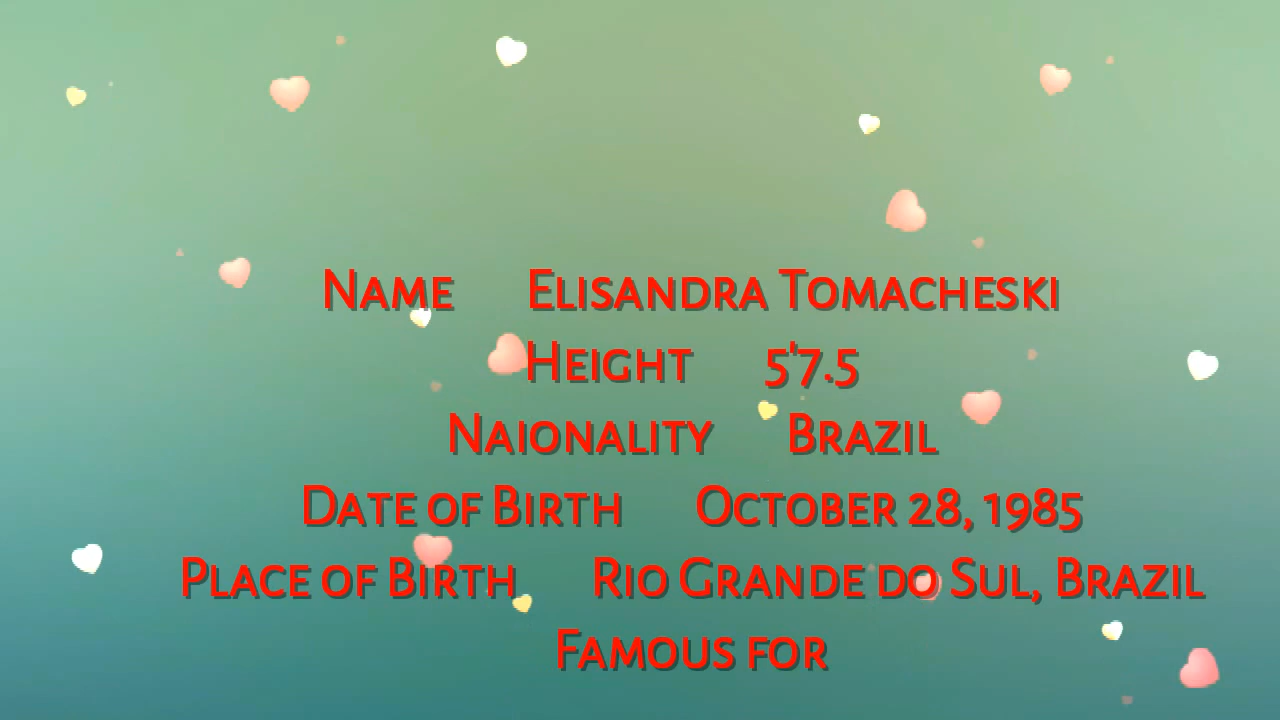 Name Elisandra Tomacheski
Height 5'7.5
Naionality Brazil
Date of Birth October 28, 1985
Place of Birth Rio Grande do Sul, Brazil
Famous for